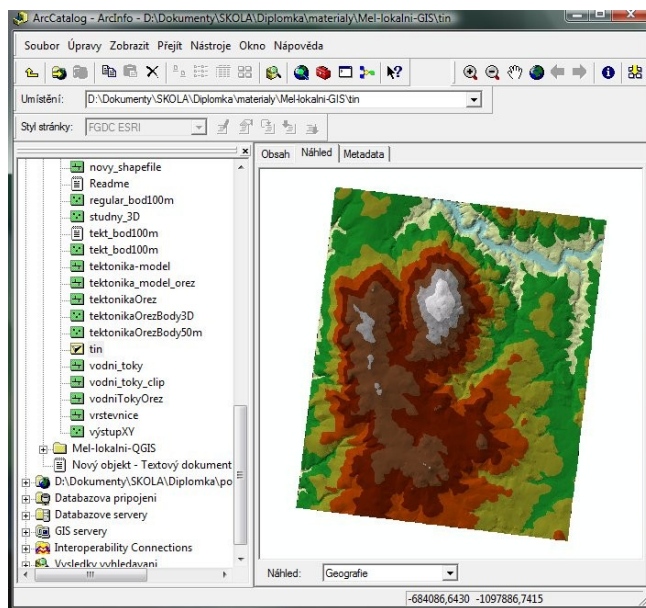 ArcCatalog - ArcInfo - D:\Dokumenty\SKOLA\Diplomka\materialy\Mel-lokalni-GIS\tin
Soubor Úpravy Zobrazit Přejít Nástroje Okno Nápověda
Umístění: D:\Dokumenty\SKOLA\Diplomka\materialy\Mel-lokalni-GIS\tin
Styl stránky: FGDC ESRI
Obsah Náhled Metadata
novy_shapefile
Readme
regular_bod100m
studny_3D
tekt_bod100m
tekt_bod100m
tektonika-model
tektonika_model_orez
tektonikaOrez
tektonikaOrezBody3D
tektonikaOrezBody50m
tin
vodni_toky
vodni_toky_clip
vodniTokyOrez
vrstevnice
výstupXY
Mel-lokalni-QGIS
Nový objekt - Textový dokument
D:\Dokumenty\SKOLA\Diplomka\po
Databazova pripojeni
Databazove servery
GIS servery
Interoperability Connections
Vysledky vyhledavani
Náhled: Geografie
-684086,6430 -1097886,7415